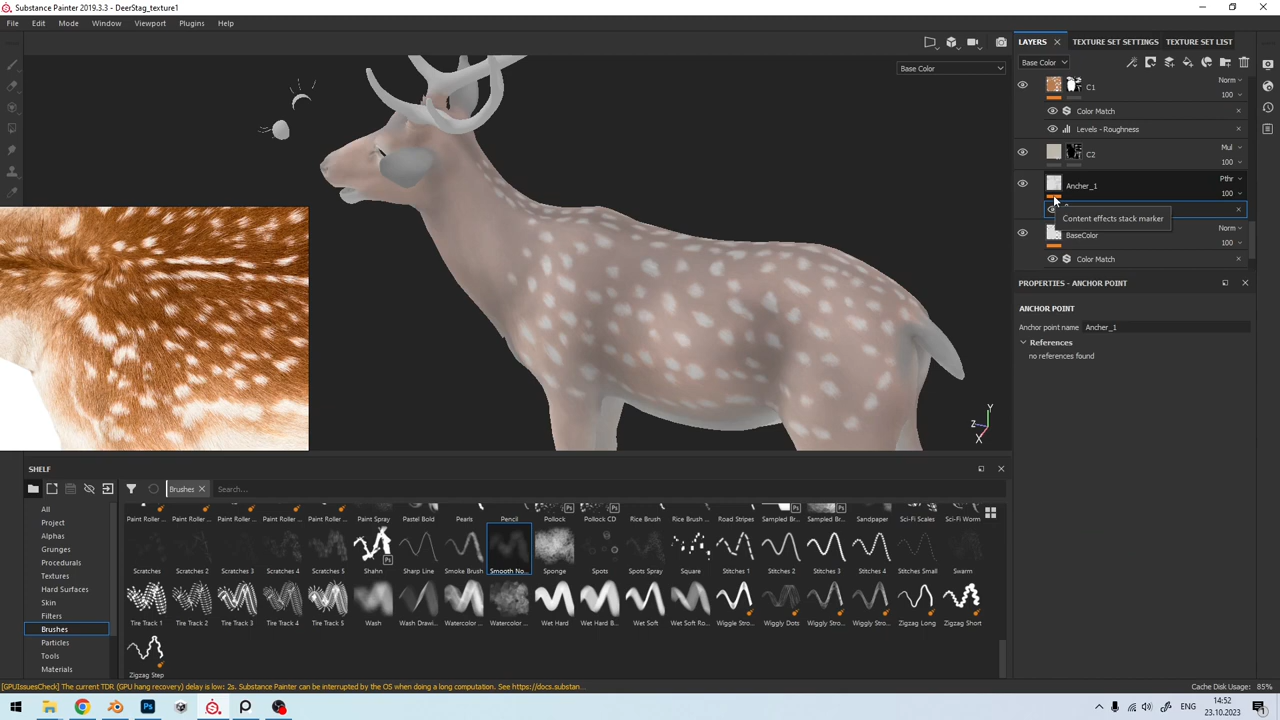 Substance Painter 2019.3.3 - DeerStag_texture1
File Edit Mode Window Viewport Plugins Help
LAYERS TEXTURE SET SETTINGS TEXTURE SET LIST
Base Color
Base Color
C1 Norm
100
Color Match
Levels - Roughness
C2 Mul
100
Ancher_1 Pthr
100
Content effects stack marker
BaseColor Norm
100
Color Match
PROPERTIES - ANCHOR POINT
ANCHOR POINT
Anchor point name Ancher_1
References
no references found
Y
Z
X
SHELF
Brushes Search...
All
Project
Alphas
Grunges
Procedurals
Textures
Hard Surfaces
Skin
Filters
Brushes
Particles
Tools
Materials
Paint Roller ... Paint Roller ... Paint Roller ... Paint Roller ... Paint Roller ... Paint Spray Pastel Bold Pearls Pencil Pollock Pollock CD Rice Brush Rice Brush ... Road Stripes Sampled Br... Sampled Br... Sandpaper Sci-Fi Scales Sci-Fi Worm
Scratches Scratches 2 Scratches 3 Scratches 4 Scratches 5 Shahn Sharp Line Smoke Brush Smooth No... Sponge Spots Spots Spray Square Stitches 1 Stitches 2 Stitches 3 Stitches 4 Stitches Small Swarm
Tire Track 1 Tire Track 2 Tire Track 3 Tire Track 4 Tire Track 5 Wash Wash Drawi... Watercolor ... Watercolor ... Wet Hard Wet Hard B... Wet Soft Wet Soft Ro... Wiggle Stro... Wiggly Dots Wiggly Stro... Wiggly Stro... Zigzag Long Zigzag Short
Zigzag Step
[GPUIssuesCheck] The current TDR (GPU hang recovery) delay is low: 2s. Substance Painter can be interrupted by the OS when doing a long computation. See https://docs.substan...
Cache Disk Usage: 85%
ENG
14:52
23.10.2023